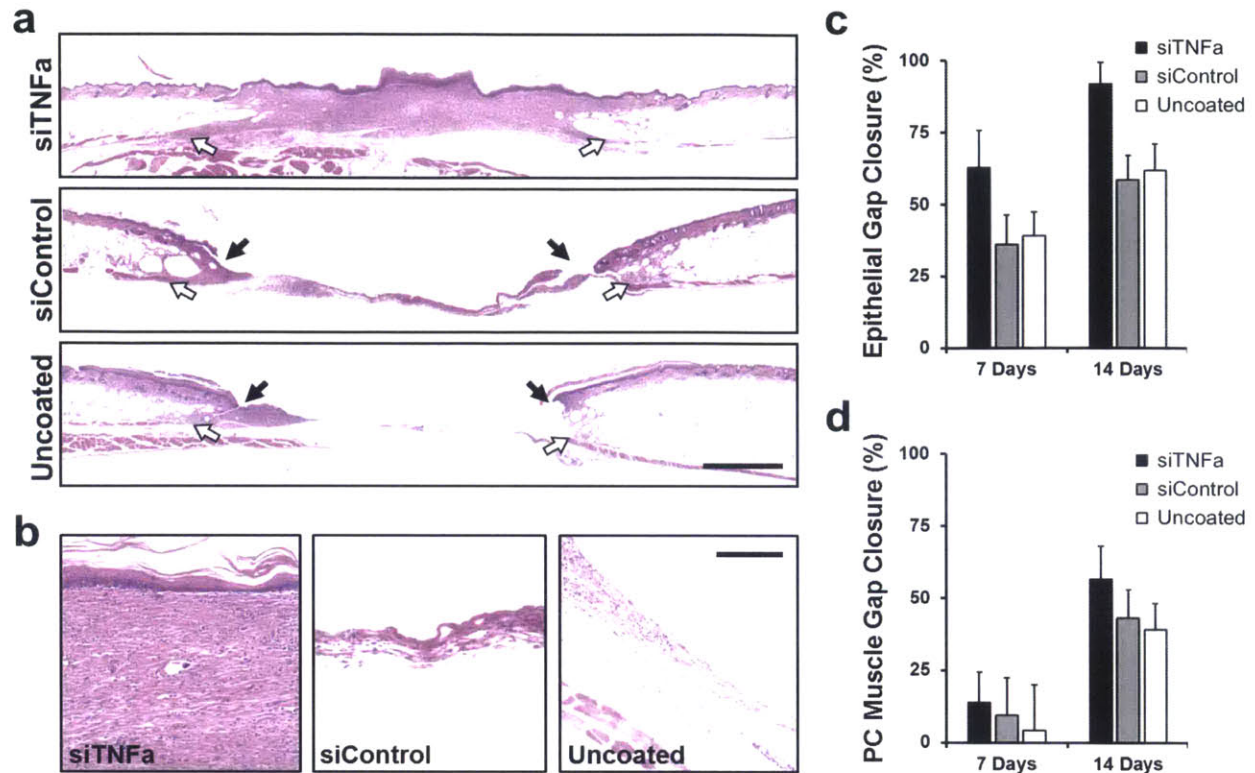 a
siTNFa
siControl
Uncoated
b
siTNFa
siControl
Uncoated
c
Epithelial Gap Closure (%)
100
75
50
25
0
7 Days
14 Days
siTNFa
siControl
Uncoated
d
PC Muscle Gap Closure (%)
100
75
50
25
0
7 Days
14 Days
siTNFa
siControl
Uncoated